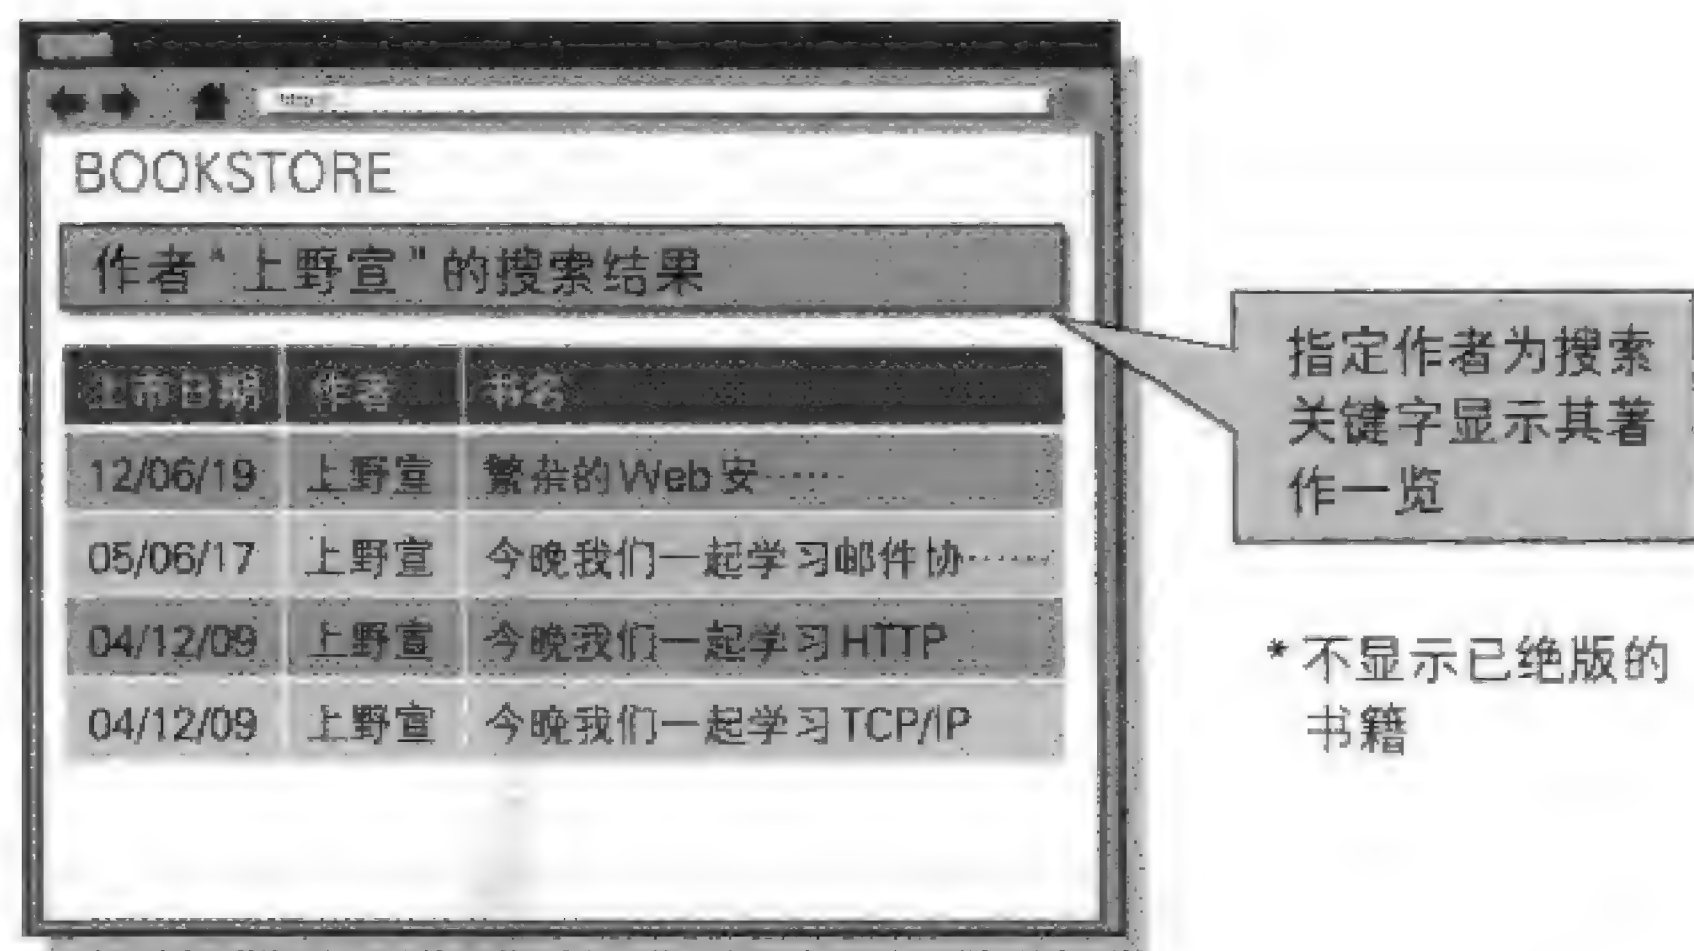 BOOKSTORE
作者“上野宣”的搜索结果
上市日期 作者 书名
12/06/19 上野宣 繁杂的Web安……
05/06/17 上野宣 今晚我们一起学习邮件协……
04/12/09 上野宣 今晚我们一起学习HTTP
04/12/09 上野宣 今晚我们一起学习TCP/IP
指定作者为搜索
关键字显示其著
作一览
*不显示已绝版的
书籍